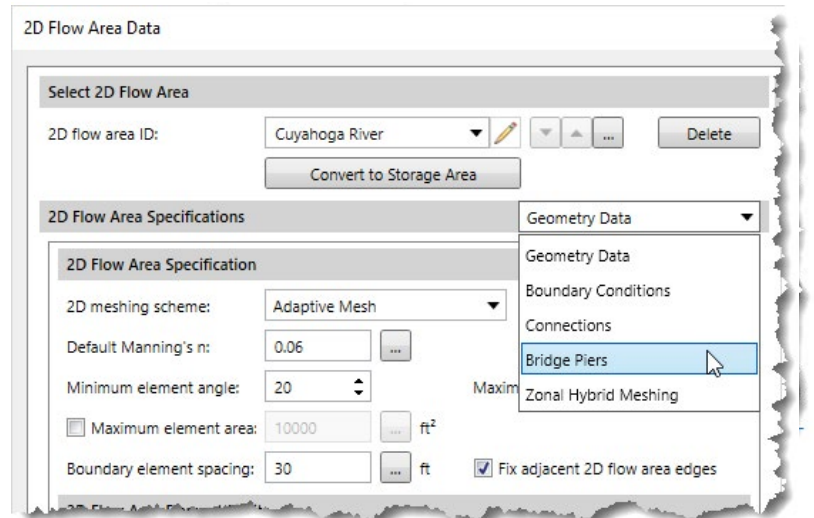 2D Flow Area Data
Select 2D Flow Area
2D flow area ID: Cuyahoga River ... Delete
Convert to Storage Area
2D Flow Area Specifications Geometry Data
2D Flow Area Specification Geometry Data
2D meshing scheme: Adaptive Mesh Boundary Conditions
Default Manning's n: 0.06 ... Connections
Bridge Piers
Minimum element angle: 20 Maxim Zonal Hybrid Meshing
Maximum element area: 10000 ... ft²
Boundary element spacing: 30 ... ft Fix adjacent 2D flow area edges
2D Flow Area